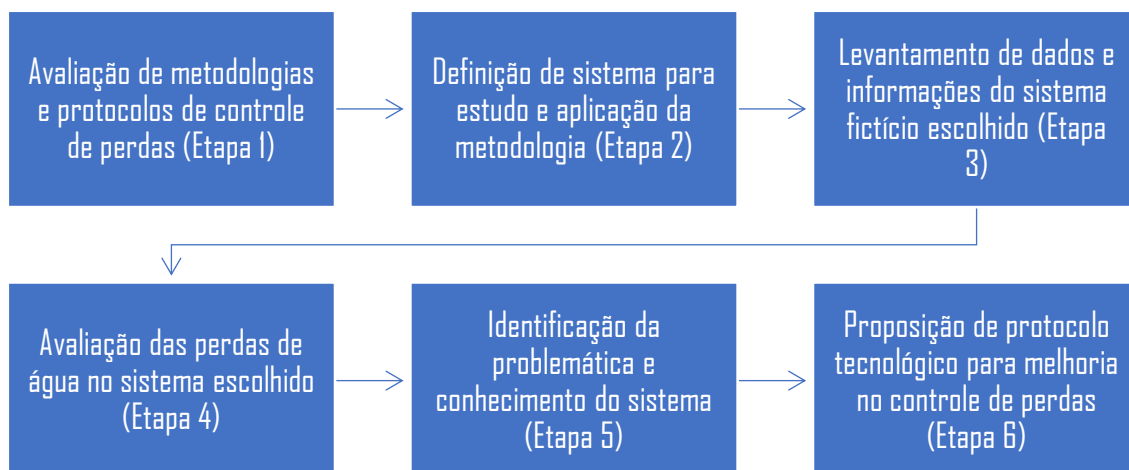 Avaliação de metodologias
e protocolos de controle
de perdas (Etapa 1)
Definição de sistema para
estudo e aplicação da
metodologia (Etapa 2)
Levantamento de dados e
informações do sistema
fictício escolhido (Etapa
3)
Avaliação das perdas de
água no sistema escolhido
(Etapa 4)
Identificação da
problemática e
conhecimento do sistema
(Etapa 5)
Proposição de protocolo
tecnológico para melhoria
no controle de perdas
(Etapa 6)